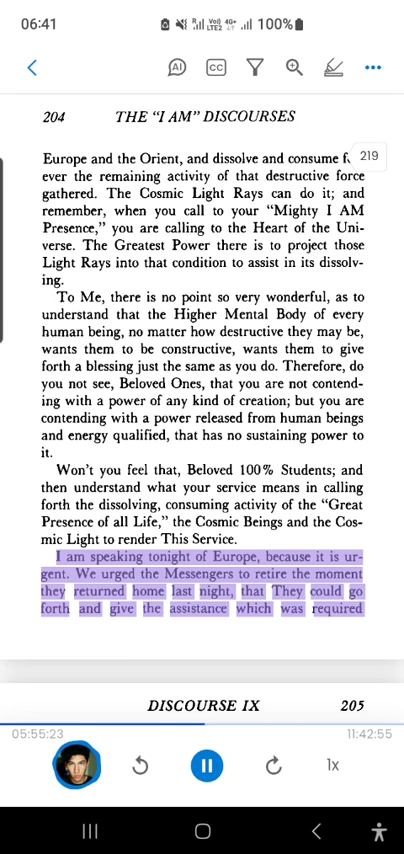 06:41
Vo)) 4G+
LTE2
100%
AI
CC
204 THE “I AM” DISCOURSES
219
Europe and the Orient, and dissolve and consume
ever the remaining activity of that destructive force
gathered. The Cosmic Light Rays can do it; and
remember, when you call to your “Mighty I AM
Presence,” you are calling to the Heart of the Uni-
verse. The Greatest Power there is to project those
Light Rays into that condition to assist in its dissolv-
ing.
To Me, there is no point so very wonderful, as to
understand that the Higher Mental Body of every
human being, no matter how destructive they may be,
wants them to be constructive, wants them to give
forth a blessing just the same as you do. Therefore, do
you not see, Beloved Ones, that you are not contend-
ing with a power of any kind of creation; but you are
contending with a power released from human beings
and energy qualified, that has no sustaining power to
it.
Won’t you feel that, Beloved 100% Students; and
then understand what your service means in calling
forth the dissolving, consuming activity of the “Great
Presence of all Life,” the Cosmic Beings and the Cos-
mic Light to render This Service.
I am speaking tonight of Europe, because it is ur-
gent. We urged the Messengers to retire the moment
they returned home last night, that They could go
forth and give the assistance which was required
DISCOURSE IX 205
05:55:23 11:42:55
1x